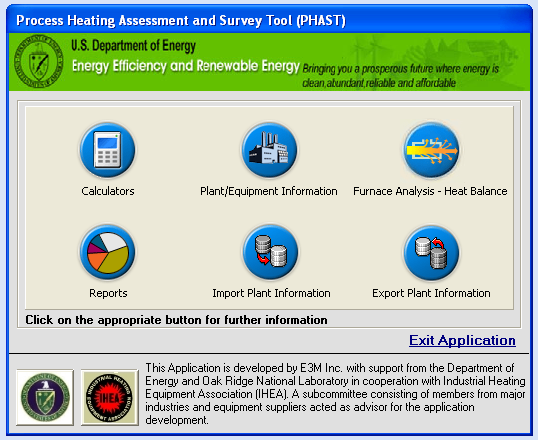 Process Heating Assessment and Survey Tool (PHAST)
U.S. Department of Energy
Energy Efficiency and Renewable Energy
Bringing you a prosperous future where energy is
clean,abundant,reliable and affordable
Calculators
Plant/Equipment Information
Furnace Analysis - Heat Balance
Reports
Import Plant Information
Export Plant Information
Click on the appropriate button for further information
Exit Application
INDUSTRIAL HEATING
IHEA
EQUIPMENT ASSOCIATION
This Application is developed by E3M Inc. with support from the Department of
Energy and Oak Ridge National Laboratory in cooperation with Industrial Heating
Equipment Association (IHEA). A subcommittee consisting of members from major
industries and equipment suppliers acted as advisor for the application
development.